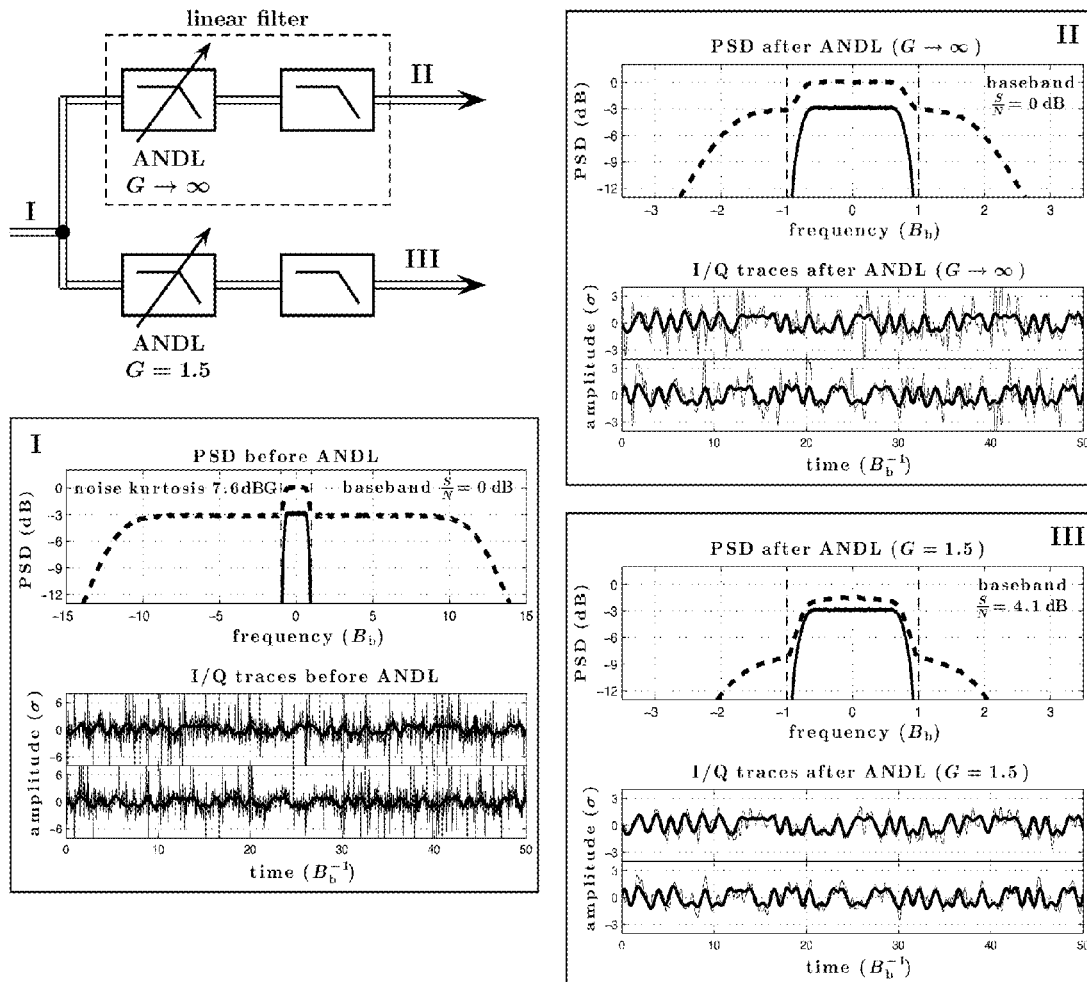 linear filter
II
ANDL
G → ∞
I
III
ANDL
G = 1.5
I
PSD before ANDL
PSD (dB)
0
−3
−6
−9
−12
noise kurtosis 7.6dBG
baseband S/N = 0 dB
−15 −10 −5 0 5 10 15
frequency (B_b)
I/Q traces before ANDL
amplitude (σ)
6
0
−6
6
0
−6
0 10 20 30 40 50
time (B_b^−1)
II
PSD after ANDL (G → ∞)
PSD (dB)
0
−3
−6
−9
−12
baseband
S/N = 0 dB
−3 −2 −1 0 1 2 3
frequency (B_b)
I/Q traces after ANDL (G → ∞)
amplitude (σ)
3
0
−3
3
0
−3
0 10 20 30 40 50
time (B_b^−1)
III
PSD after ANDL (G = 1.5)
PSD (dB)
0
−3
−6
−9
−12
baseband
S/N = 4.1 dB
−3 −2 −1 0 1 2 3
frequency (B_b)
I/Q traces after ANDL (G = 1.5)
amplitude (σ)
3
0
−3
3
0
−3
0 10 20 30 40 50
time (B_b^−1)